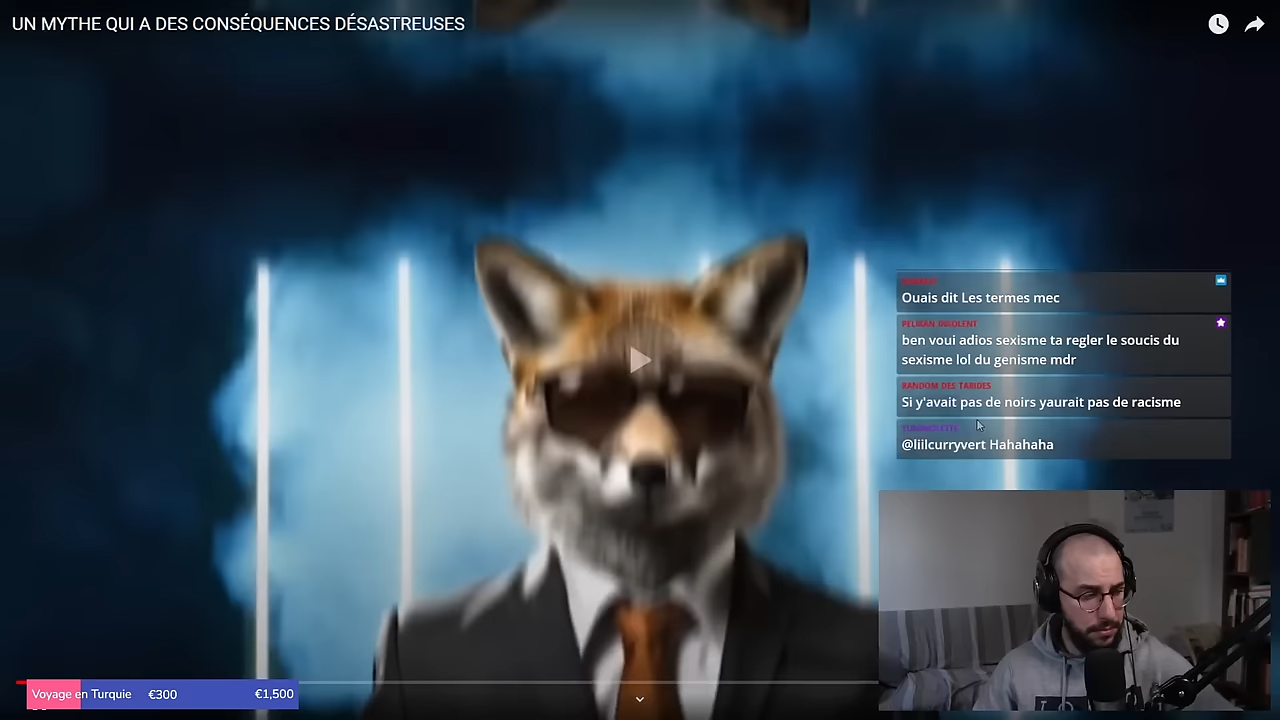 UN MYTHE QUI A DES CONSÉQUENCES DÉSASTREUSES
Ouais dit Les termes mec
PELIKAN INSOLENT
ben voui adios sexisme ta regler le soucis du
sexisme lol du genisme mdr
RANDOM DES TARIDES
Si y'avait pas de noirs yaurait pas de racisme
@liilcurryvert Hahahaha
Voyage en Turquie €300 €1,500